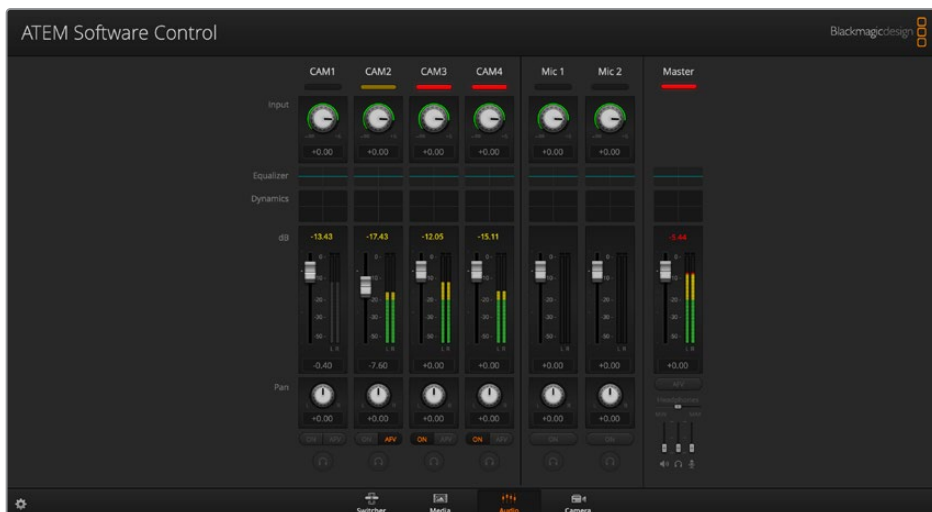 ATEM Software Control
Blackmagicdesign
CAM1 CAM2 CAM3 CAM4 Mic 1 Mic 2 Master
Input
+0.00 +0.00 +0.00 +0.00 +0.00 +0.00
Equalizer
Dynamics
dB -13.43 -17.43 -12.05 -15.11 -5.44
L R L R L R L R L R L R L R
-0.40 -7.60 +0.00 +0.00 +0.00 +0.00 +0.00
Pan
AFV
Headphones
+0.00 +0.00 +0.00 +0.00 +0.00 +0.00
ON AFV ON AFV ON AFV ON AFV ON ON
Switcher Media Audio Camera